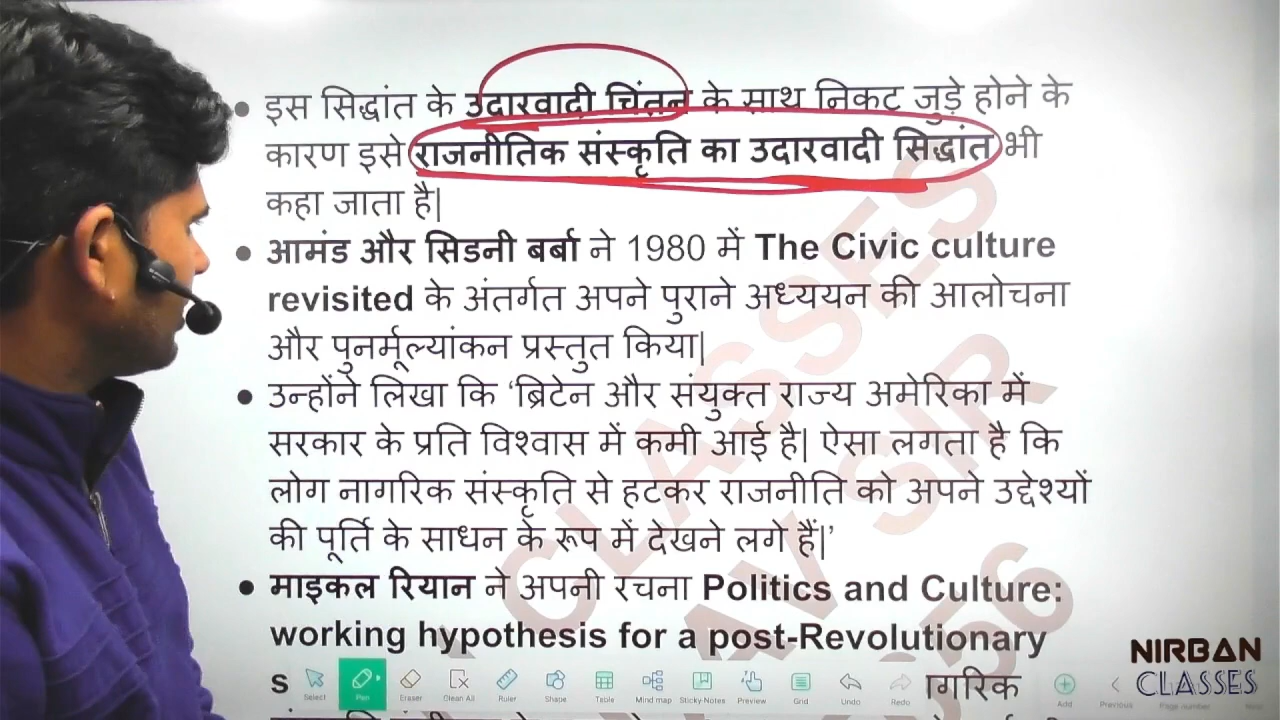 इस सिद्धांत के उदारवादी चिंतन के साथ निकट जुड़े होने के
कारण इसे राजनीतिक संस्कृति का उदारवादी सिद्धांत भी
कहा जाता है|
आमंड और सिडनी बर्बा ने 1980 में The Civic culture
revisited के अंतर्गत अपने पुराने अध्ययन की आलोचना
और पुनर्मूल्यांकन प्रस्तुत किया|
उन्होंने लिखा कि ‘ब्रिटेन और संयुक्त राज्य अमेरिका में
सरकार के प्रति विश्वास में कमी आई है| ऐसा लगता है कि
लोग नागरिक संस्कृति से हटकर राजनीति को अपने उद्देश्यों
की पूर्ति के साधन के रूप में देखने लगे हैं|’
माइकल रियान ने अपनी रचना Politics and Culture:
working hypothesis for a post-Revolutionary
Select Pen Eraser Clean All Ruler Shape Table Mind map Sticky-Notes Preview Grid Undo Redo Add Previous Page number
NIRBAN
CLASSES